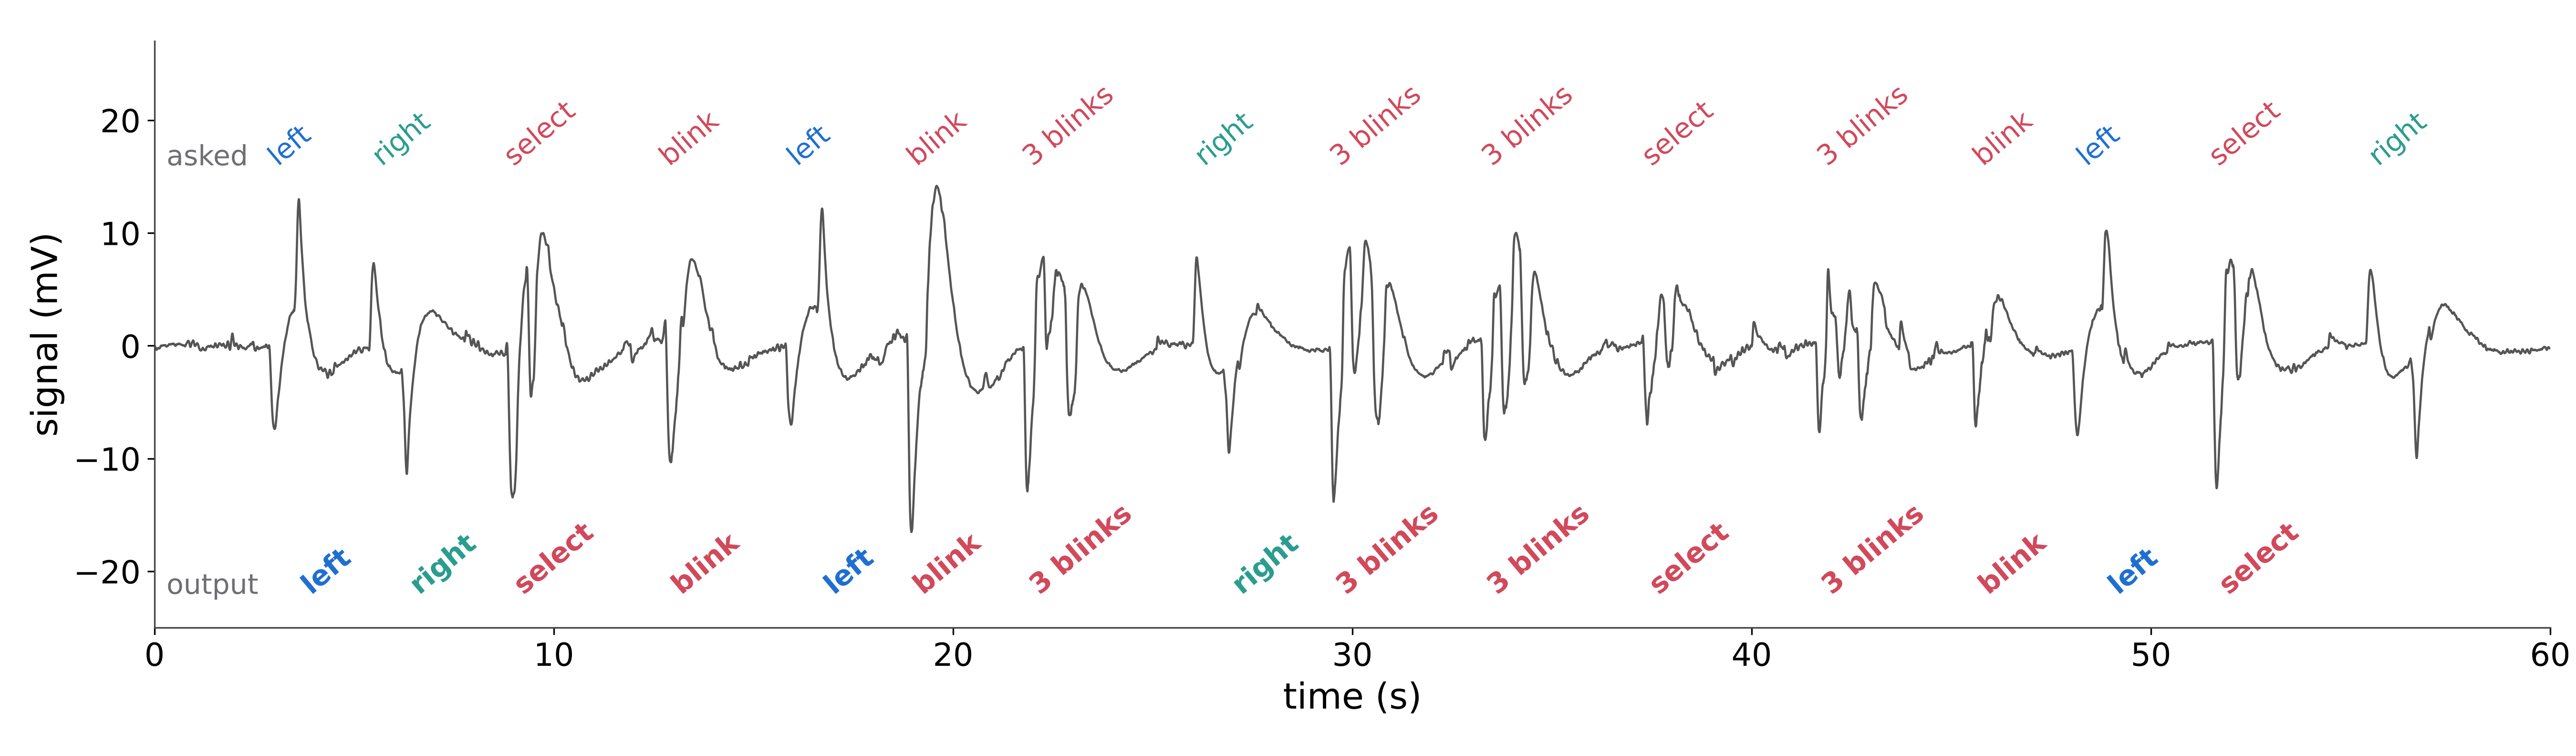 asked left right select blink left blink 3 blinks right 3 blinks 3 blinks select 3 blinks blink left select right
signal (mV)
20
10
0
−10
−20
output left right select blink left blink 3 blinks right 3 blinks 3 blinks select 3 blinks blink left select
0 10 20 30 40 50 60
time (s)